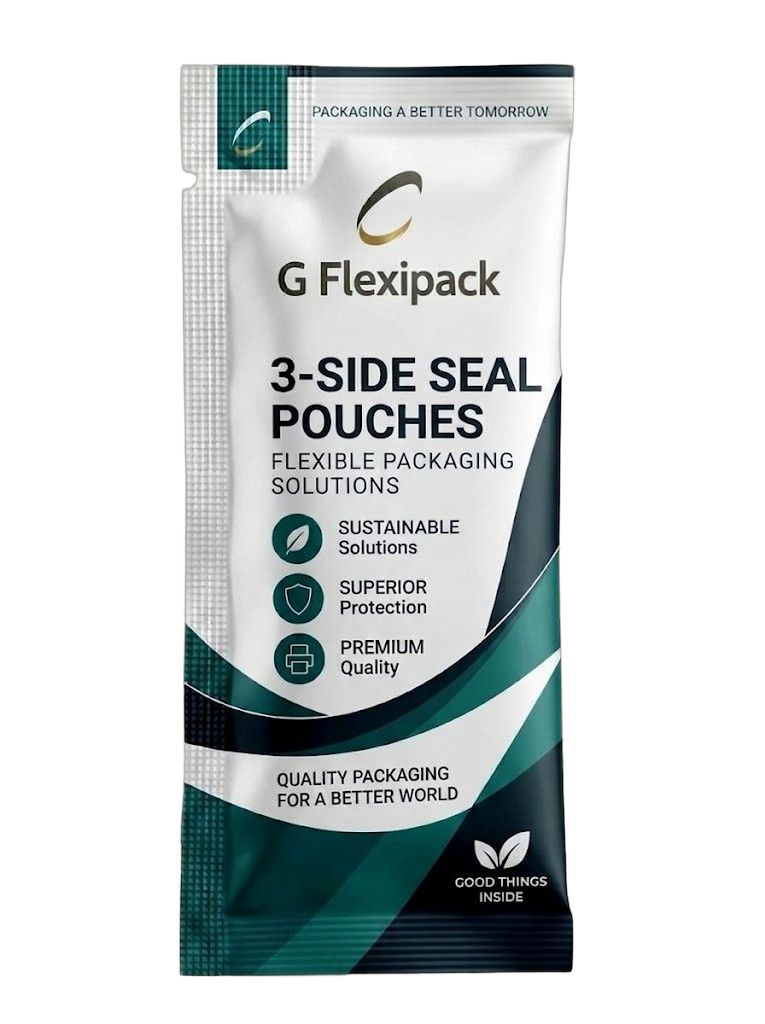 PACKAGING A BETTER TOMORROW
G Flexipack
3-SIDE SEAL
POUCHES
FLEXIBLE PACKAGING
SOLUTIONS
SUSTAINABLE
Solutions
SUPERIOR
Protection
PREMIUM
Quality
QUALITY PACKAGING
FOR A BETTER WORLD
GOOD THINGS
INSIDE